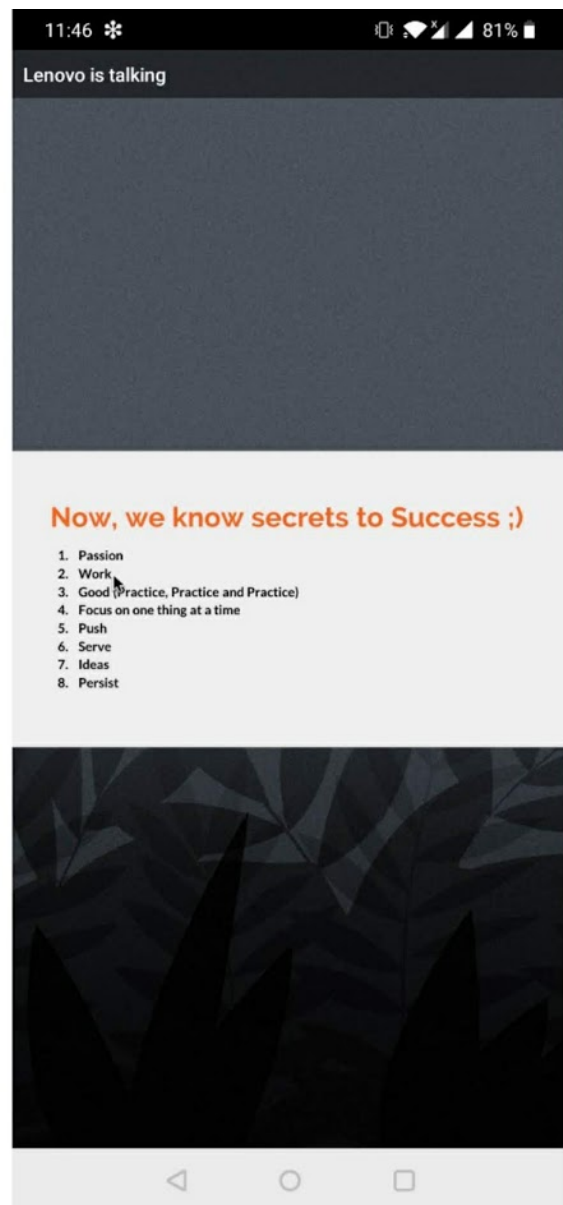 11:46
81%
Lenovo is talking
Now, we know secrets to Success ;)
1. Passion
2. Work
3. Good (Practice, Practice and Practice)
4. Focus on one thing at a time
5. Push
6. Serve
7. Ideas
8. Persist